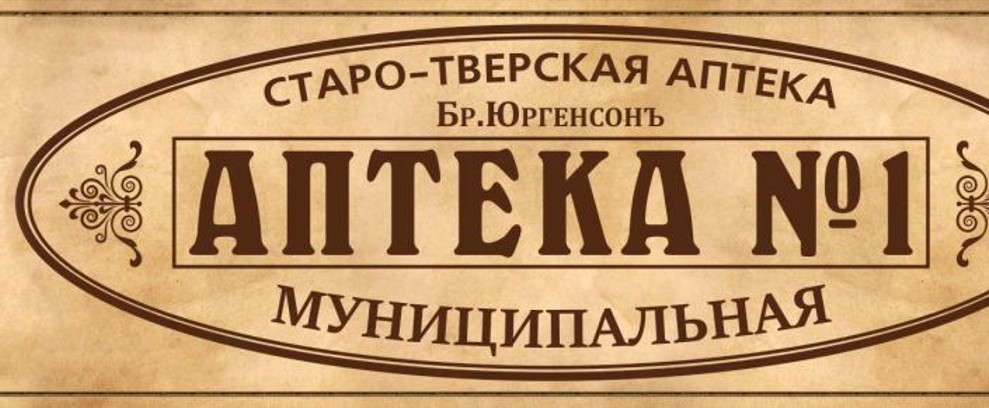 СТАРО-ТВЕРСКАЯ АПТЕКА
Бр.Юргенсонъ
АПТЕКА №1
МУНИЦИПАЛЬНАЯ